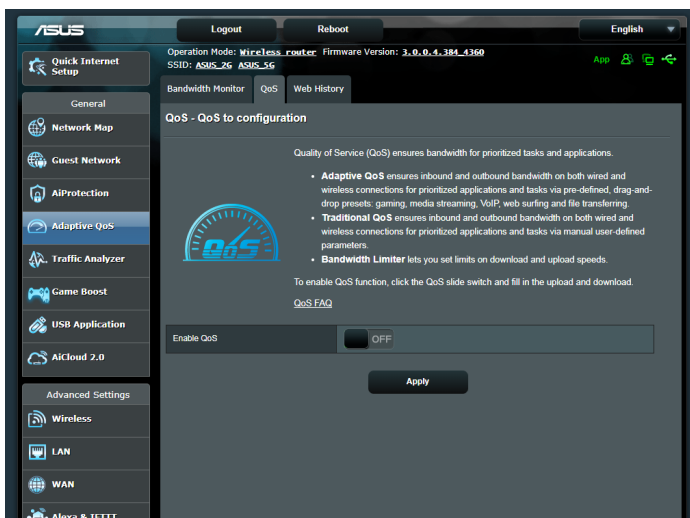 ASUS
Logout
Reboot
English
Quick Internet
Setup
Operation Mode: Wireless router Firmware Version: 3.0.0.4.384_4360
SSID: ASUS_2G ASUS_5G
App
General
Network Map
Guest Network
AiProtection
Adaptive QoS
Traffic Analyzer
Game Boost
USB Application
AiCloud 2.0
Advanced Settings
Wireless
LAN
WAN
Alexa & IFTTT
Bandwidth Monitor
QoS
Web History
QoS - QoS to configuration
QoS
Quality of Service (QoS) ensures bandwidth for prioritized tasks and applications.
• Adaptive QoS ensures inbound and outbound bandwidth on both wired and
wireless connections for prioritized applications and tasks via pre-defined, drag-and-
drop presets: gaming, media streaming, VoIP, web surfing and file transferring.
• Traditional QoS ensures inbound and outbound bandwidth on both wired and
wireless connections for prioritized applications and tasks via manual user-defined
parameters.
• Bandwidth Limiter lets you set limits on download and upload speeds.
To enable QoS function, click the QoS slide switch and fill in the upload and download.
QoS FAQ
Enable QoS
OFF
Apply